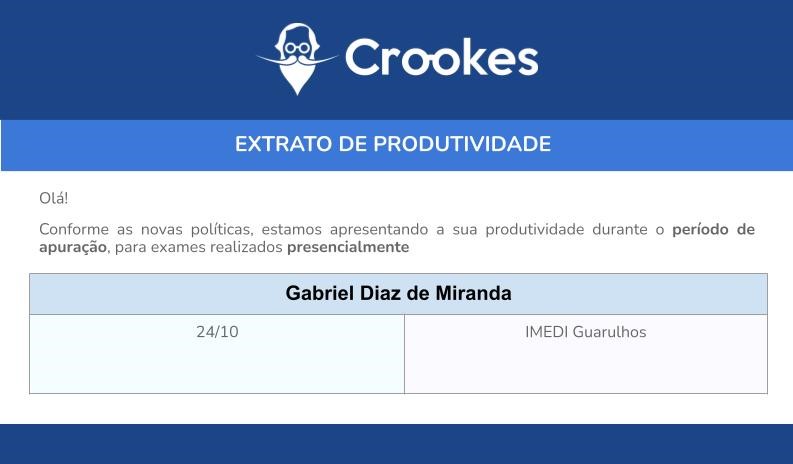 Crookes
EXTRATO DE PRODUTIVIDADE
Olá!
Conforme as novas políticas, estamos apresentando a sua produtividade durante o período de
apuração, para exames realizados presencialmente
Gabriel Diaz de Miranda
24/10 IMEDI Guarulhos